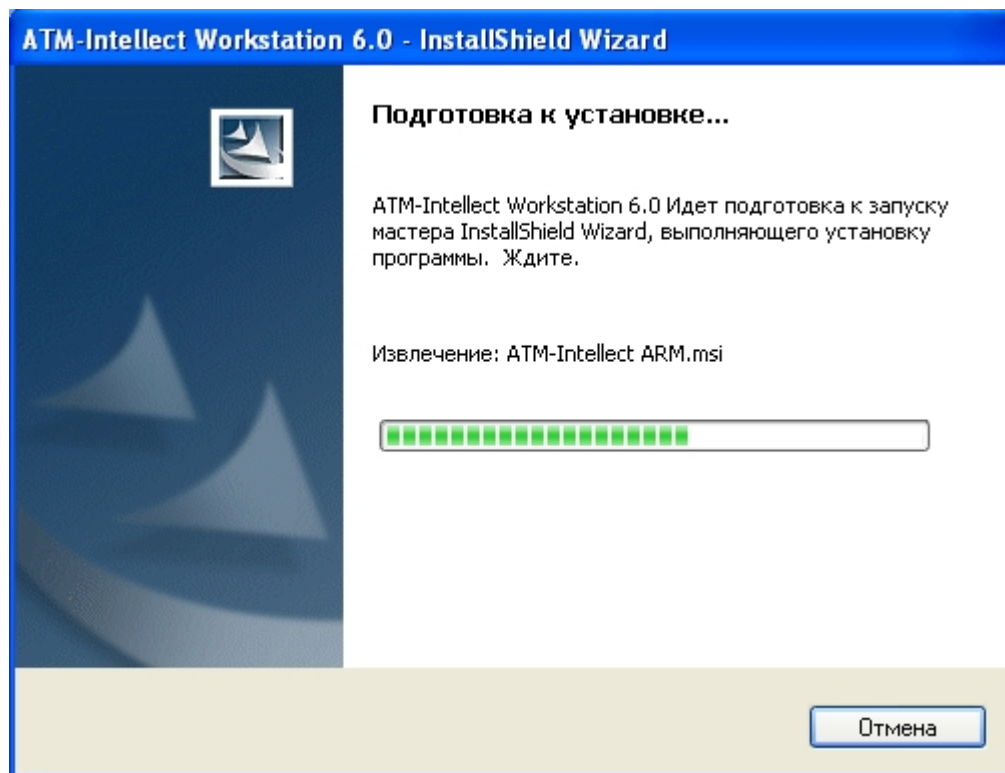 ATM-Intellect Workstation 6.0 - InstallShield Wizard
Подготовка к установке...
ATM-Intellect Workstation 6.0 Идет подготовка к запуску
мастера InstallShield Wizard, выполняющего установку
программы.  Ждите.
Извлечение: ATM-Intellect ARM.msi
Отмена